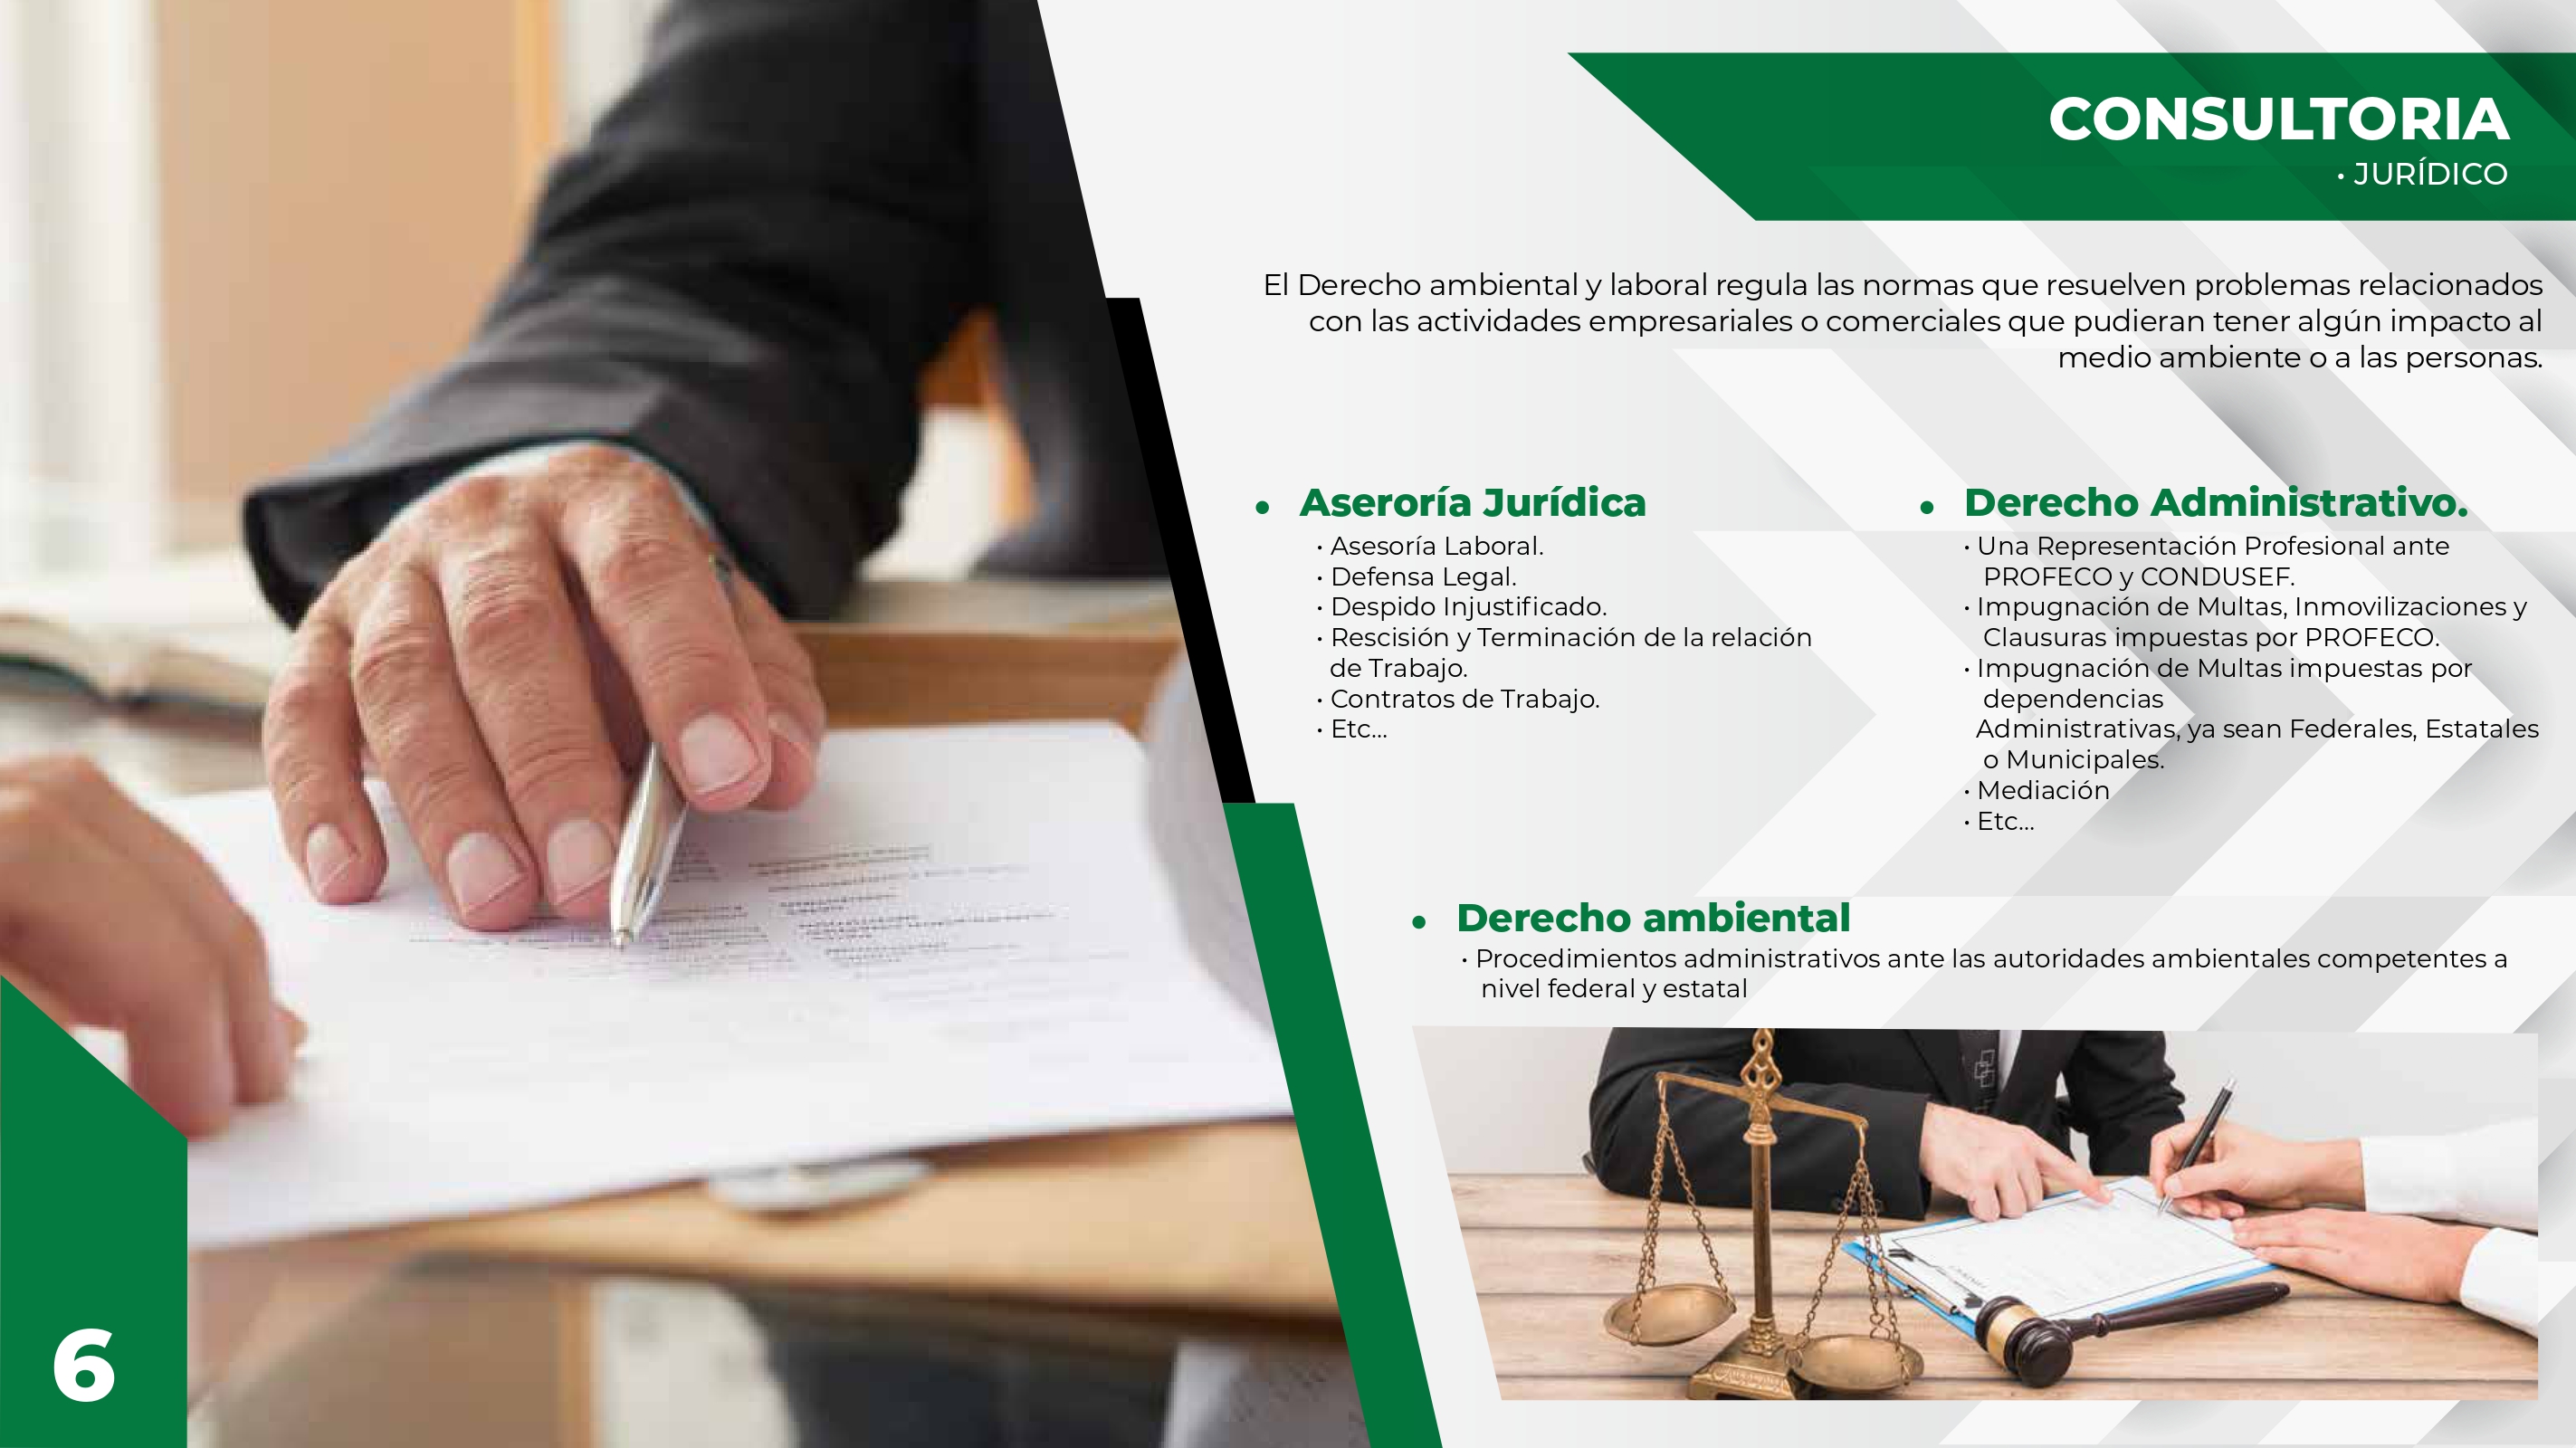 CONSULTORIA
· JURÍDICO
El Derecho ambiental y laboral regula las normas que resuelven problemas relacionados
con las actividades empresariales o comerciales que pudieran tener algún impacto al
medio ambiente o a las personas.
• Aseroría Jurídica
· Asesoría Laboral.
· Defensa Legal.
· Despido Injustificado.
· Rescisión y Terminación de la relación
de Trabajo.
· Contratos de Trabajo.
· Etc...
• Derecho Administrativo.
· Una Representación Profesional ante
PROFECO y CONDUSEF.
· Impugnación de Multas, Inmovilizaciones y
Clausuras impuestas por PROFECO.
· Impugnación de Multas impuestas por
dependencias
Administrativas, ya sean Federales, Estatales
o Municipales.
· Mediación
· Etc...
• Derecho ambiental
· Procedimientos administrativos ante las autoridades ambientales competentes a
nivel federal y estatal
6